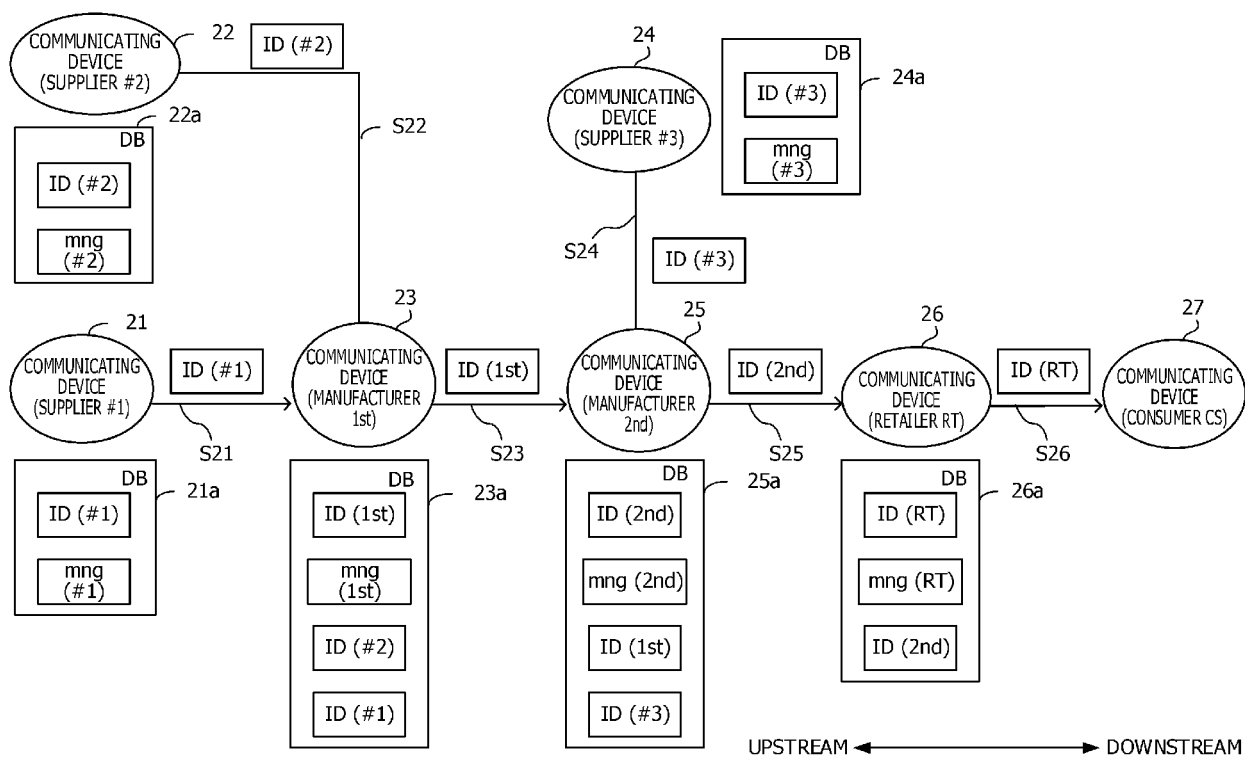 22
COMMUNICATING
DEVICE
(SUPPLIER #2)
ID (#2)
22a
DB
ID (#2)
mng
(#2)
S22
24
COMMUNICATING
DEVICE
(SUPPLIER #3)
DB
24a
ID (#3)
mng
(#3)
S24
ID (#3)
21
COMMUNICATING
DEVICE
(SUPPLIER #1)
ID (#1)
S21
23
COMMUNICATING
DEVICE
(MANUFACTURER
1st)
ID (1st)
S23
25
COMMUNICATING
DEVICE
(MANUFACTURER
2nd)
ID (2nd)
S25
26
COMMUNICATING
DEVICE
(RETAILER RT)
ID (RT)
S26
27
COMMUNICATING
DEVICE
(CONSUMER CS)
DB
21a
ID (#1)
mng
(#1)
DB
23a
ID (1st)
mng
(1st)
ID (#2)
ID (#1)
DB
25a
ID (2nd)
mng (2nd)
ID (1st)
ID (#3)
DB
26a
ID (RT)
mng (RT)
ID (2nd)
UPSTREAM
DOWNSTREAM